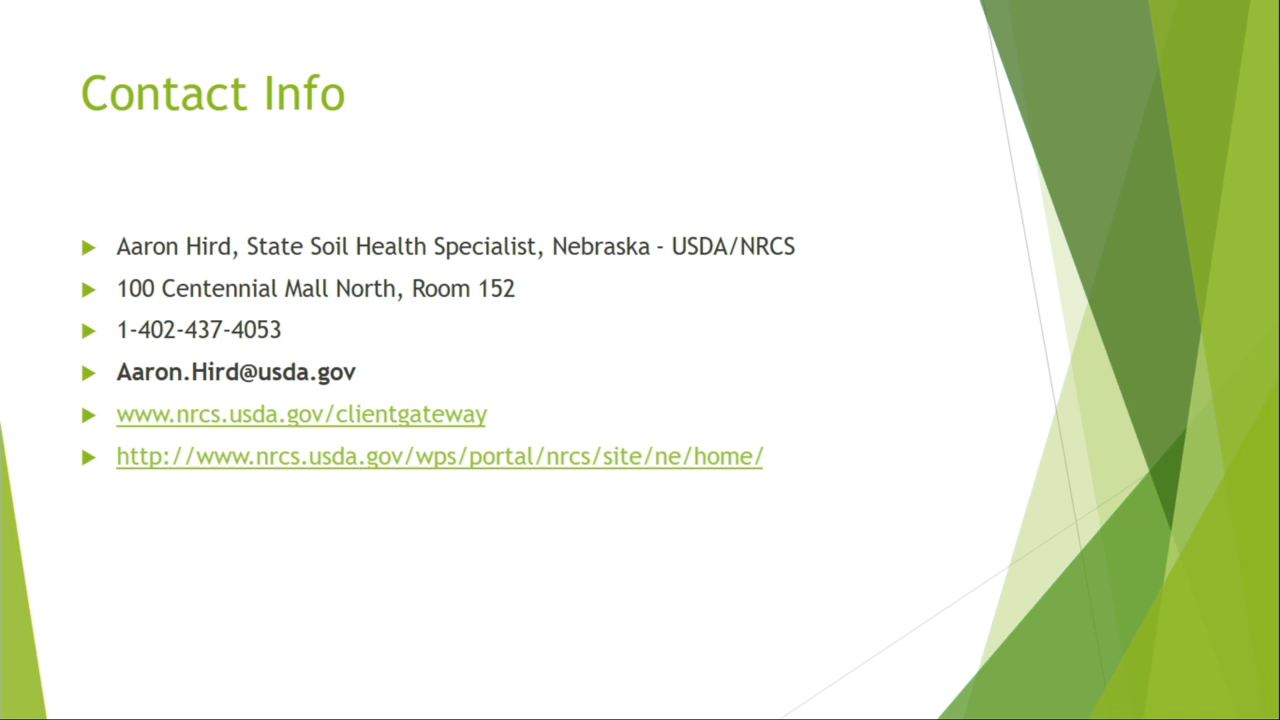 Contact Info
Aaron Hird, State Soil Health Specialist, Nebraska - USDA/NRCS
100 Centennial Mall North, Room 152
1-402-437-4053
Aaron.Hird@usda.gov
www.nrcs.usda.gov/clientgateway
http://www.nrcs.usda.gov/wps/portal/nrcs/site/ne/home/